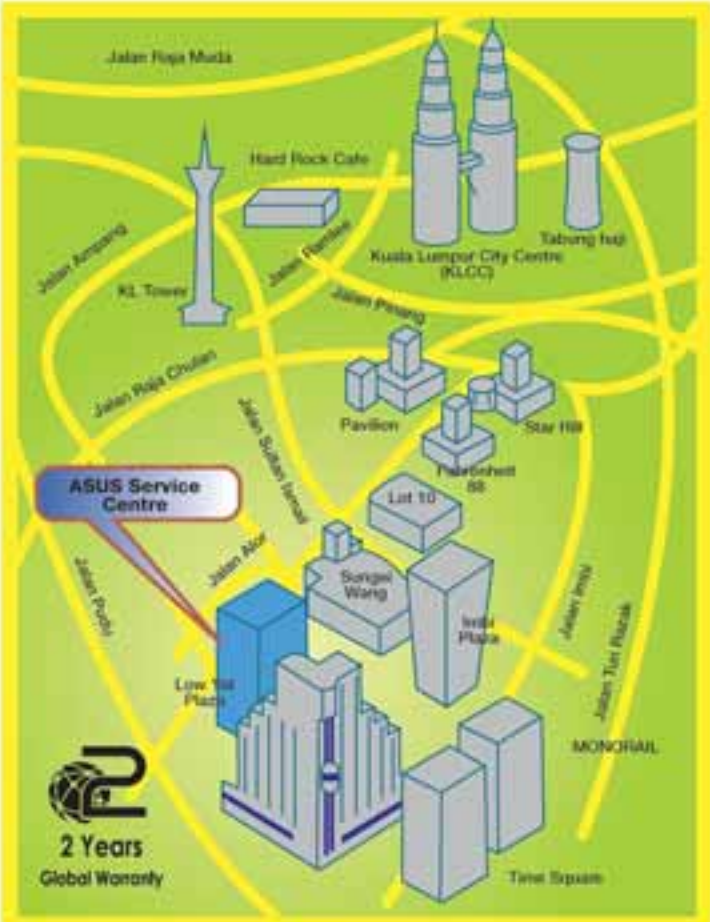 Jalan Raja Muda
Hard Rock Cafe
Jalan Ampang
Jalan Ramlee
Kuala Lumpur City Centre
(KLCC)
Tabung haji
KL Tower
Jalan Pinang
Jalan Raja Chulan
Pavilion
Star Hill
Jalan Sultan Ismail
Fahrenheit
88
ASUS Service
Centre
Lot 10
Jalan Alor
Sungei
Wang
Jalan Pudu
Imbi
Plaza
Jalan Imbi
Jalan Tun Razak
Low Yat
Plaza
MONORAIL
2
2 Years
Global Warranty
Time Square